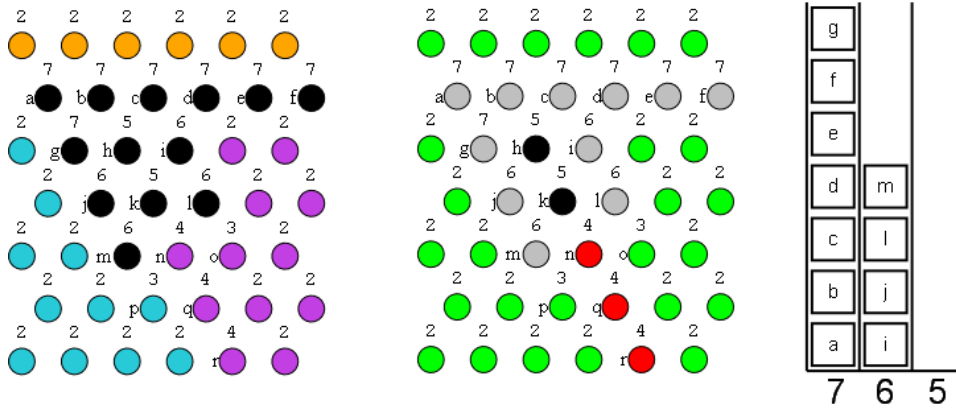 2 2 2 2 2 2
7 7 7 7 7 7
a b c d e f
2 7 5 6 2 2
g h i
2 6 5 6 2 2
j k l
2 2 6 4 3 2
m n o
2 2 3 4 2 2
p q
2 2 2 2 4 2
r
2 2 2 2 2 2
7 7 7 7 7 7
a b c d e f
2 7 5 6 2 2
g h i
2 6 5 6 2 2
j k l
2 2 6 4 3 2
m n o
2 2 3 4 2 2
p q
2 2 2 2 4 2
r
g
f
e
d m
c l
b j
a i
7 6 5